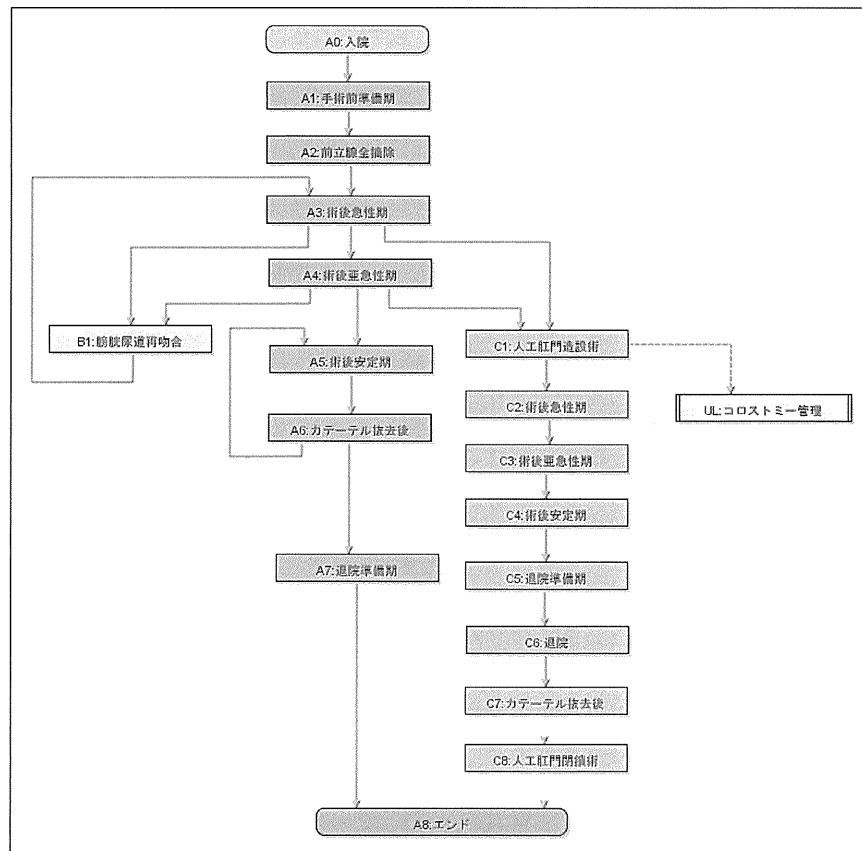 A0:入院
A1:手術前準備期
A2:前立腺全摘除
A3:術後急性期
A4:術後亜急性期
B1:膀胱尿道再吻合
A5:術後安定期
A6:カテーテル抜去後
A7:退院準備期
C1:人工肛門造設術
UL:コロストミー管理
C2:術後急性期
C3:術後亜急性期
C4:術後安定期
C5:退院準備期
C6:退院
C7:カテーテル抜去後
C8:人工肛門閉鎖術
A8:エンド